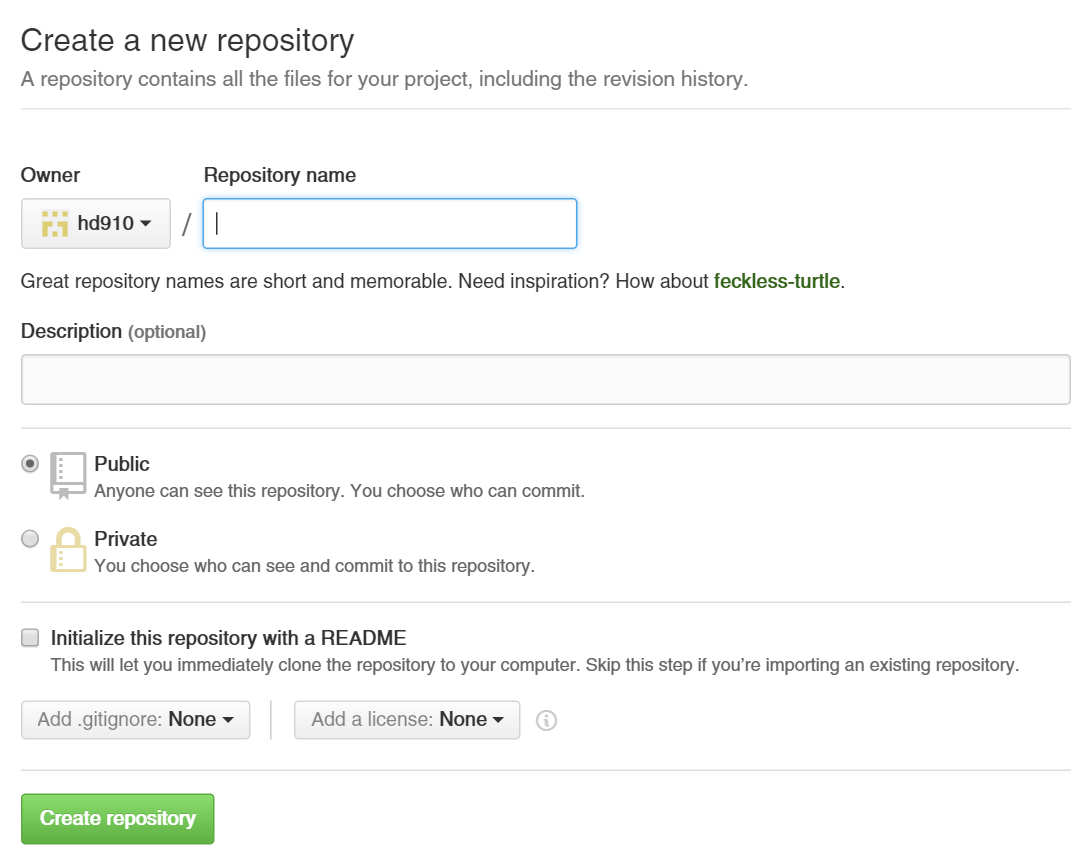 Create a new repository
A repository contains all the files for your project, including the revision history.
Owner
Repository name
hd910 /
Great repository names are short and memorable. Need inspiration? How about feckless-turtle.
Description (optional)
Public
Anyone can see this repository. You choose who can commit.
Private
You choose who can see and commit to this repository.
Initialize this repository with a README
This will let you immediately clone the repository to your computer. Skip this step if you’re importing an existing repository.
Add .gitignore: None
Add a license: None
Create repository